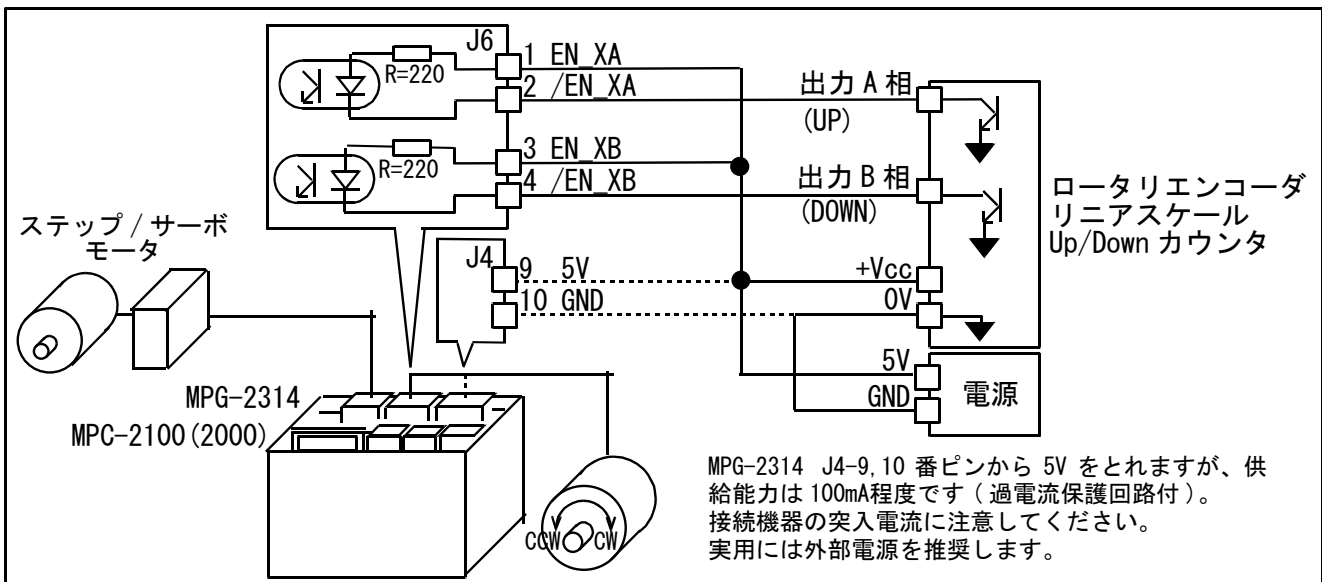 J6
1 EN_XA
R=220
2 /EN_XA
出力 A 相
(UP)
3 EN_XB
R=220
4 /EN_XB
出力 B 相
(DOWN)
ロータリエンコーダ
リニアスケール
Up/Down カウンタ
ステップ / サーボ
モータ
J4
9 5V
10 GND
+Vcc
0V
5V
GND
電源
MPG-2314
MPC-2100(2000)
CCW
CW
MPG-2314 J4-9,10 番ピンから 5V をとれますが、供
給能力は 100mA程度です ( 過電流保護回路付 )。
接続機器の突入電流に注意してください。
実用には外部電源を推奨します。